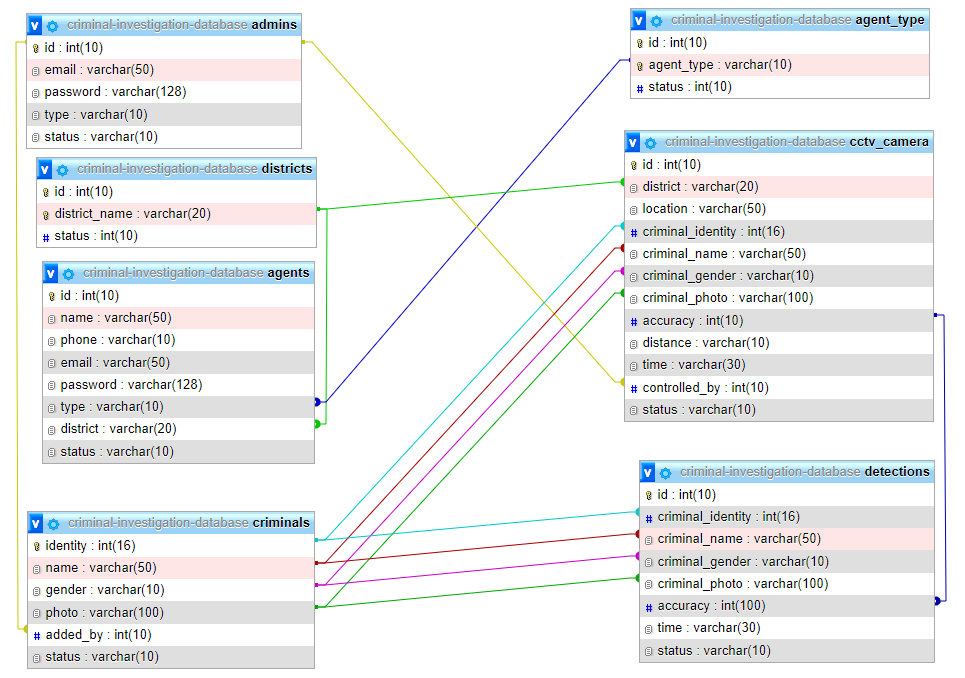 v criminal-investigation-database admins
id : int(10)
email : varchar(50)
password : varchar(128)
type : varchar(10)
status : varchar(10)
v criminal-investigation-database districts
id : int(10)
district_name : varchar(20)
# status : int(10)
v criminal-investigation-database agents
id : int(10)
name : varchar(50)
phone : varchar(10)
email : varchar(50)
password : varchar(128)
type : varchar(10)
district : varchar(20)
status : varchar(10)
v criminal-investigation-database criminals
identity : int(16)
name : varchar(50)
gender : varchar(10)
photo : varchar(100)
# added_by : int(10)
status : varchar(10)
v criminal-investigation-database agent_type
id : int(10)
agent_type : varchar(10)
# status : int(10)
v criminal-investigation-database cctv_camera
id : int(10)
district : varchar(20)
location : varchar(50)
# criminal_identity : int(16)
criminal_name : varchar(50)
criminal_gender : varchar(10)
criminal_photo : varchar(100)
# accuracy : int(10)
distance : varchar(10)
time : varchar(30)
# controlled_by : int(10)
status : varchar(10)
v criminal-investigation-database detections
id : int(10)
# criminal_identity : int(16)
criminal_name : varchar(50)
criminal_gender : varchar(10)
criminal_photo : varchar(100)
# accuracy : int(100)
time : varchar(30)
status : varchar(10)